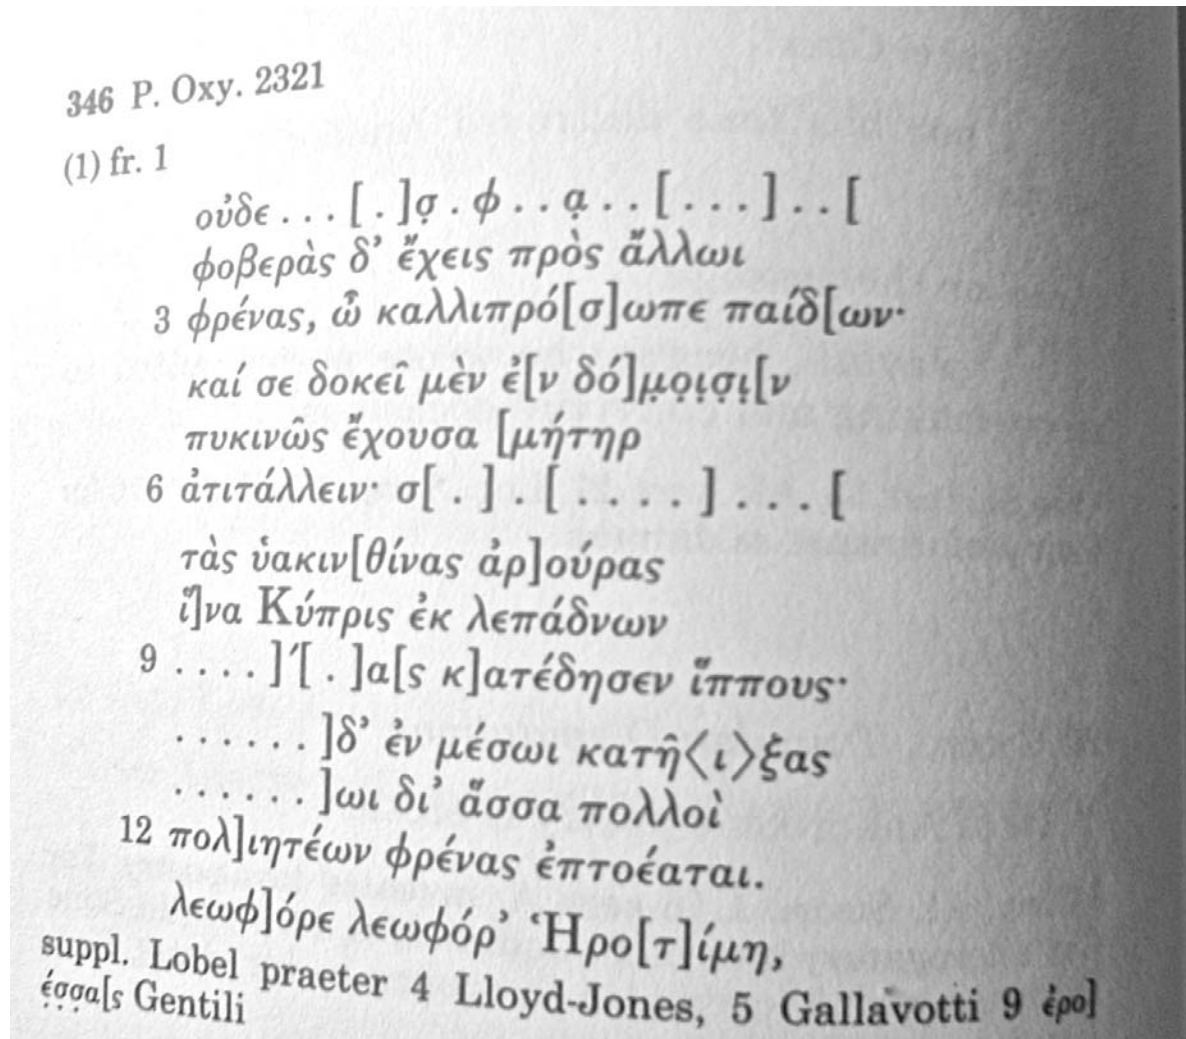 346 P. Oxy. 2321
(1) fr. 1
οὐδε . . . [ . ]σ̣ . φ . . α̣ . . [ . . . ] . . [
φοβερὰς δ’ ἔχεις πρὸς ἄλλωι
3 φρένας, ὦ καλλιπρό[σ]ωπε παίδ[ων·
καί σε δοκεῖ μὲν ἐ[ν δό]μ̣ο̣ι̣σ̣ι̣[ν
πυκινῶς ἔχουσα [μήτηρ
6 ἀτιτάλλειν· σ[ . ] . [ . . . . ] . . . [
τὰς ὑακιν[θίνας ἀρ]ούρας
ἵ]να Κύπρις ἐκ λεπάδνων
9 . . . . ]´[ . ]α[ς κ]ατέδησεν ἵππους·
. . . . . . ]δ’ ἐν μέσωι κατῆ⟨ι⟩ξας
. . . . . . ]ωι δι’ ἅσσα πολλοὶ
12 πολ]ιητέων φρένας ἐπτοέαται.
λεωφ]όρε λεωφόρ’ Ἡρο[τ]ίμη,
suppl. Lobel praeter 4 Lloyd-Jones, 5 Gallavotti 9 ἐρο]
έ̣σ̣σ̣α[ς Gentili